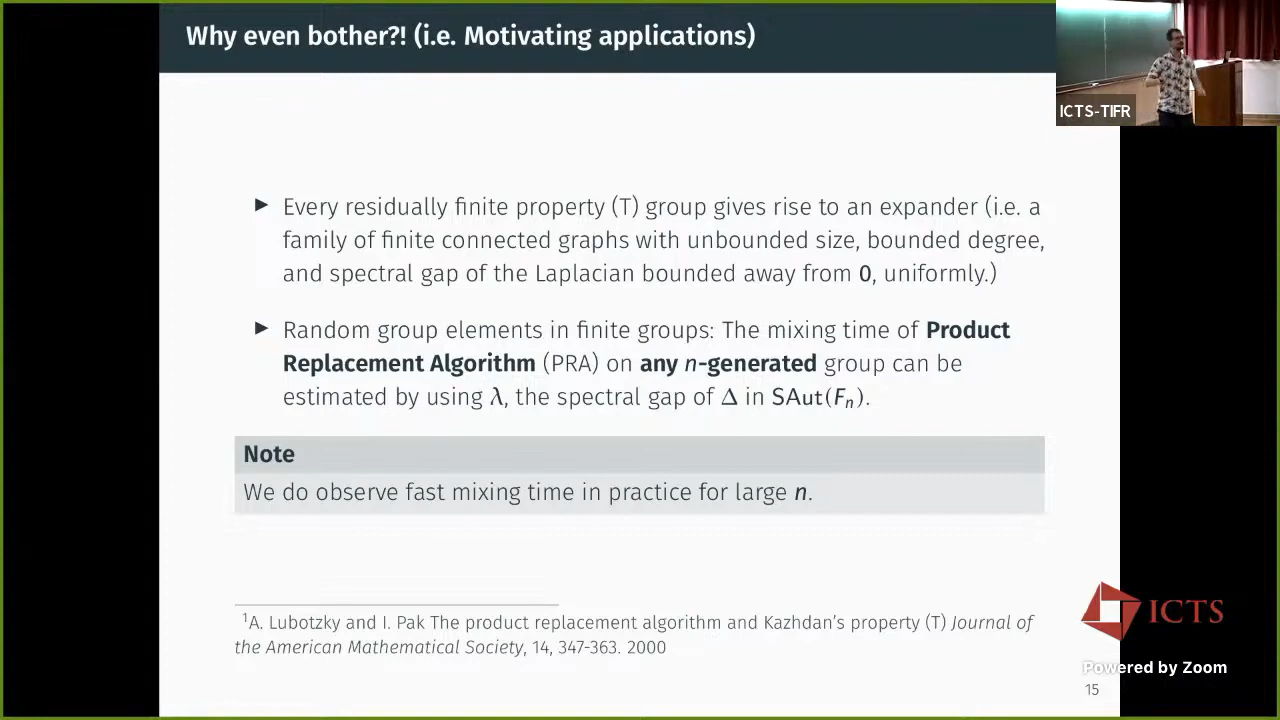 Why even bother?! (i.e. Motivating applications)
ICTS-TIFR
▶ Every residually finite property (T) group gives rise to an expander (i.e. a
family of finite connected graphs with unbounded size, bounded degree,
and spectral gap of the Laplacian bounded away from 0, uniformly.)
▶ Random group elements in finite groups: The mixing time of Product
Replacement Algorithm (PRA) on any n-generated group can be
estimated by using λ, the spectral gap of Δ in SAut(Fₙ).
Note
We do observe fast mixing time in practice for large n.
¹A. Lubotzky and I. Pak The product replacement algorithm and Kazhdan's property (T) Journal of
the American Mathematical Society, 14, 347-363. 2000
ICTS
Powered by Zoom
15